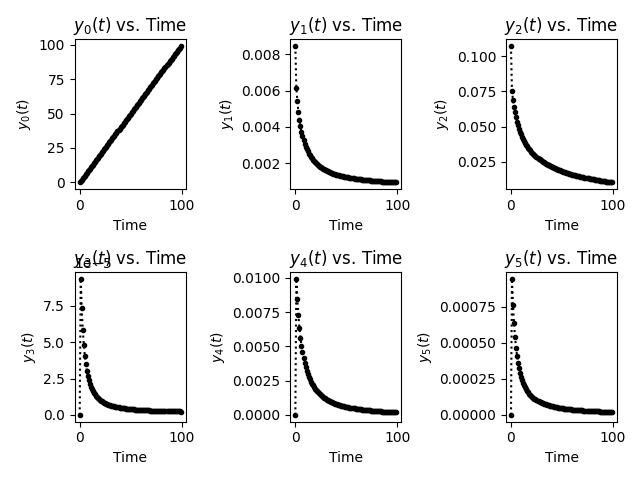 y₀(t) vs. Time
y₁(t) vs. Time
y₂(t) vs. Time
y₀(t)
100
75
50
25
0
0
100
Time
y₁(t)
0.008
0.006
0.004
0.002
0
100
Time
y₂(t)
0.100
0.075
0.050
0.025
0
100
Time
y₃(t) vs. Time
1e−5
y₄(t) vs. Time
y₅(t) vs. Time
y₃(t)
7.5
5.0
2.5
0.0
0
100
Time
y₄(t)
0.0100
0.0075
0.0050
0.0025
0.0000
0
100
Time
y₅(t)
0.00075
0.00050
0.00025
0.00000
0
100
Time